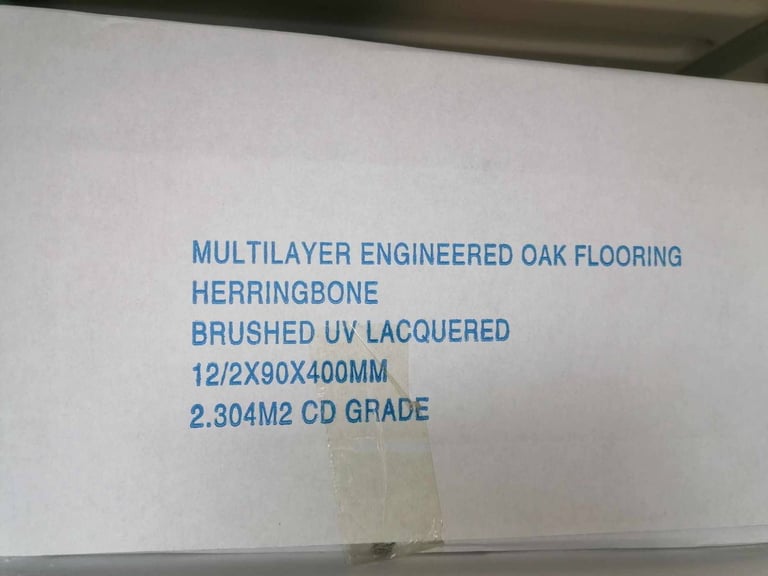 MULTILAYER ENGINEERED OAK FLOORING
HERRINGBONE
BRUSHED UV LACQUERED
12/2X90X400MM
2.304M2 CD GRADE